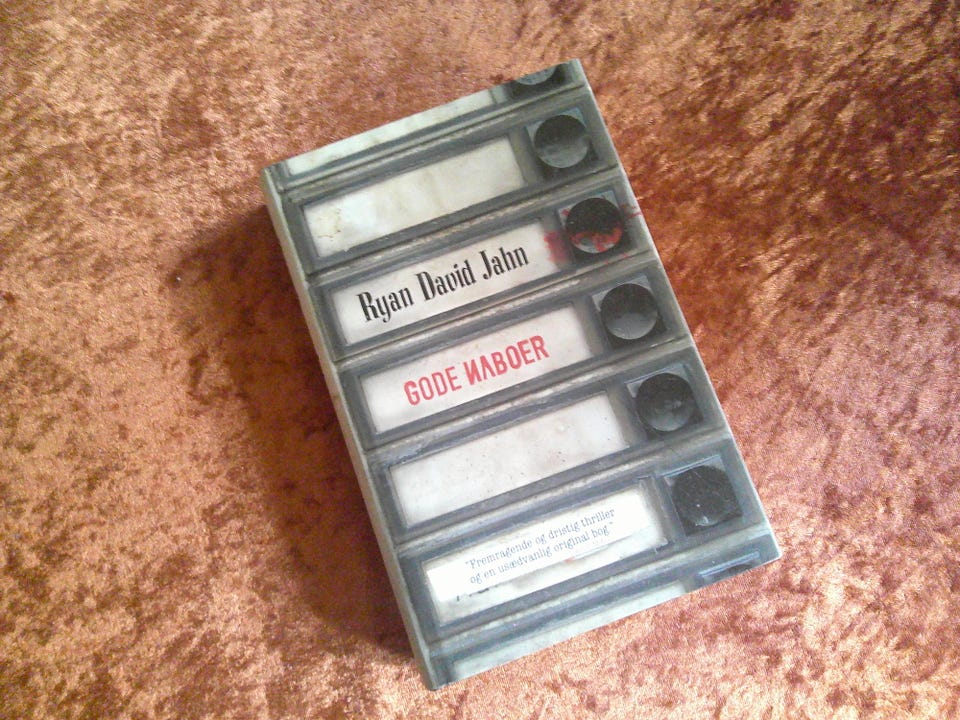 Ryan David Jahn
GODE NABOER
"Fremragende og dristig thriller
og en usædvanlig original bog."